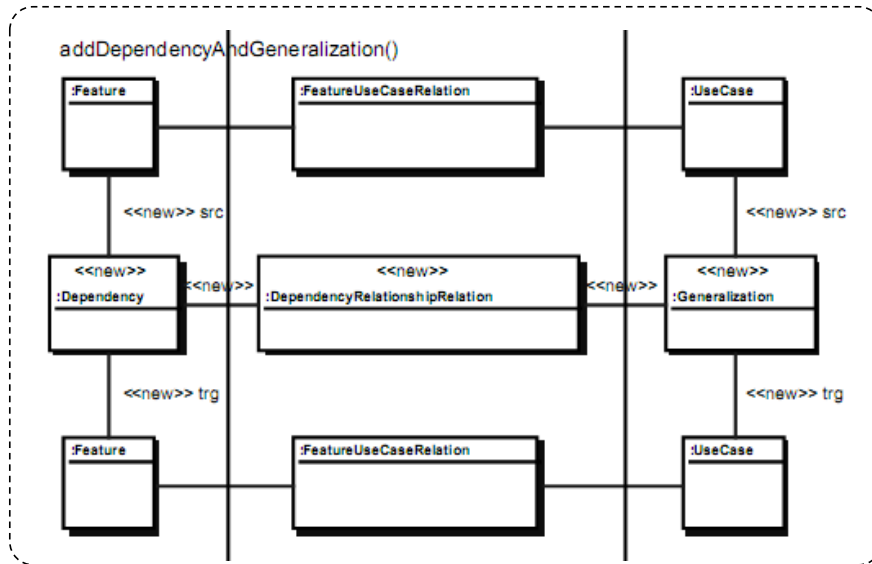 addDependencyAndGeneralization()
:Feature
:FeatureUseCaseRelation
:UseCase
<<new>> src
<<new>> src
<<new>>
<<new>>
<<new>>
<<new>>
<<new>>
:Dependency
:DependencyRelationshipRelation
:Generalization
<<new>> trg
<<new>> trg
:Feature
:FeatureUseCaseRelation
:UseCase